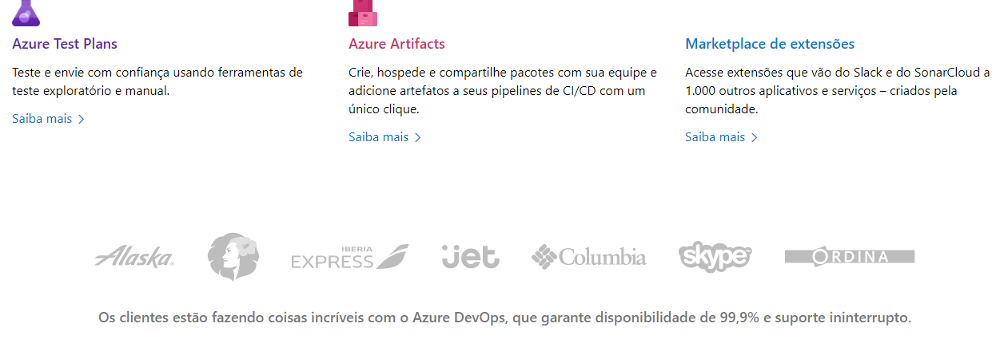 Azure Test Plans
Teste e envie com confiança usando ferramentas de
teste exploratório e manual.
Saiba mais
Azure Artifacts
Crie, hospede e compartilhe pacotes com sua equipe e
adicione artefatos a seus pipelines de CI/CD com um
único clique.
Saiba mais
Marketplace de extensões
Acesse extensões que vão do Slack e do SonarCloud a
1.000 outros aplicativos e serviços – criados pela
comunidade.
Saiba mais
Alaska
IBERIA
EXPRESS
jet
Columbia
skype
ORDINA
Os clientes estão fazendo coisas incríveis com o Azure DevOps, que garante disponibilidade de 99,9% e suporte ininterrupto.